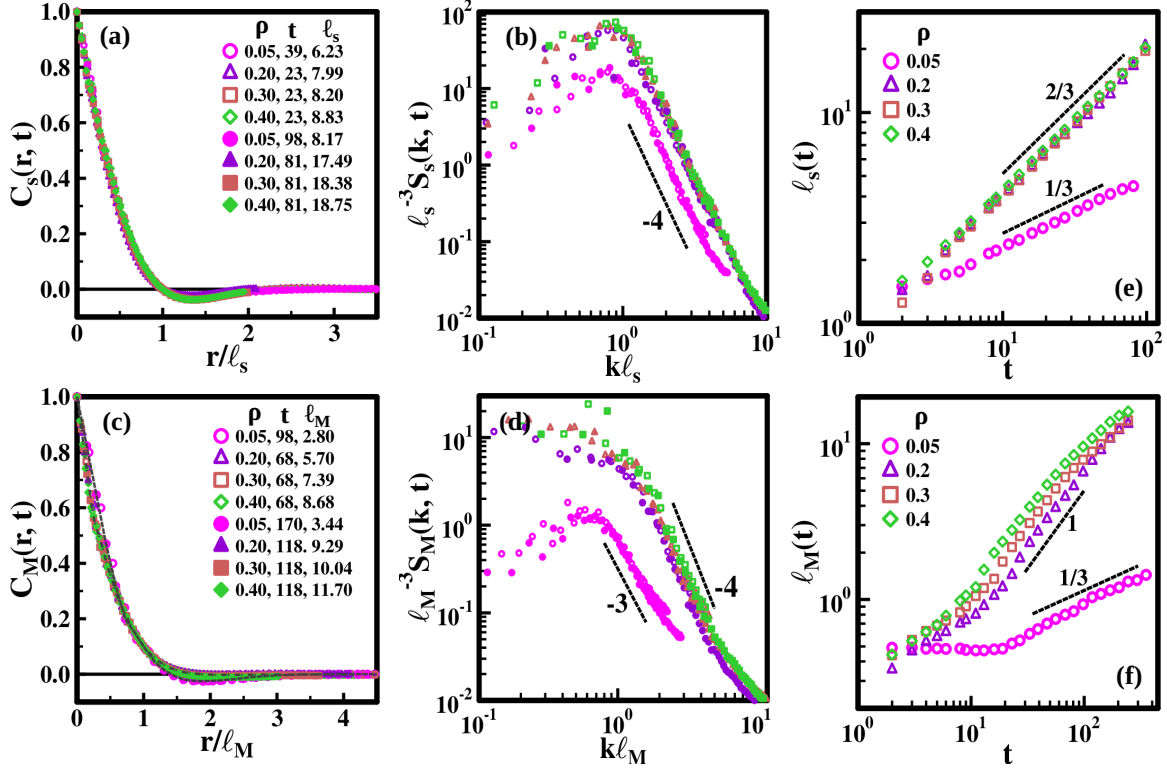 (a)
ρ t ℓs
0.05, 39, 6.23
0.20, 23, 7.99
0.30, 23, 8.20
0.40, 23, 8.83
0.05, 98, 8.17
0.20, 81, 17.49
0.30, 81, 18.38
0.40, 81, 18.75
1.0
0.8
0.6
0.4
0.2
0.0
Cs(r, t)
0 1 2 3
r/ℓs
(b)
10^2
10^1
10^0
10^-1
10^-2
ℓs^-3Ss(k, t)
-4
10^-1 10^0 10^1
kℓs
ρ
0.05
0.2
0.3
0.4
2/3
1/3
(e)
10^1
10^0
ℓs(t)
10^0 10^1 10^2
t
(c)
ρ t ℓM
0.05, 98, 2.80
0.20, 68, 5.70
0.30, 68, 7.39
0.40, 68, 8.68
0.05, 170, 3.44
0.20, 118. 9.29
0.30, 118, 10.04
0.40, 118, 11.70
1.0
0.8
0.6
0.4
0.2
0.0
CM(r, t)
0 1 2 3 4
r/ℓM
(d)
10^1
10^0
10^-1
10^-2
ℓM^-3SM(k, t)
-3
-4
10^-1 10^0 10^1
kℓM
ρ
0.05
0.2
0.3
0.4
1
1/3
(f)
10^1
10^0
ℓM(t)
10^0 10^1 10^2
t